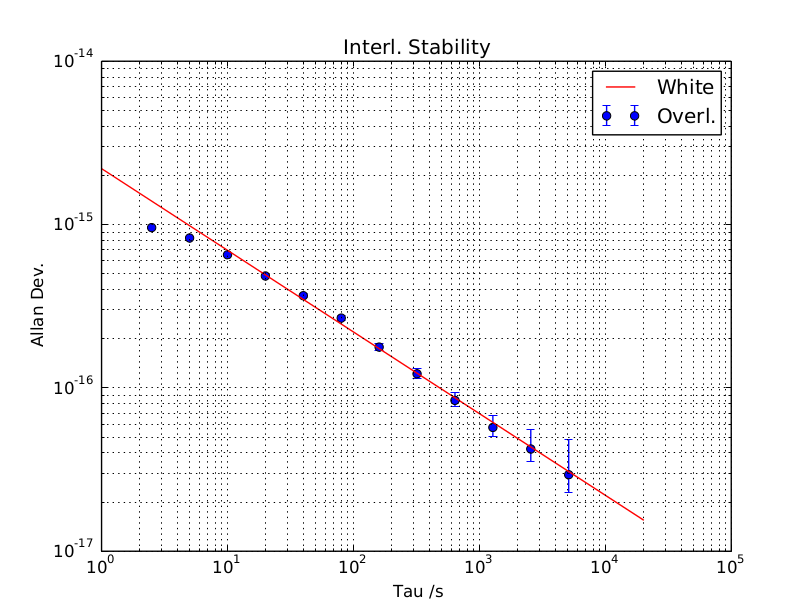 Interl. Stability
10^-14
White
Overl.
10^-15
Allan Dev.
10^-16
10^-17
10^0 10^1 10^2 10^3 10^4 10^5
Tau /s